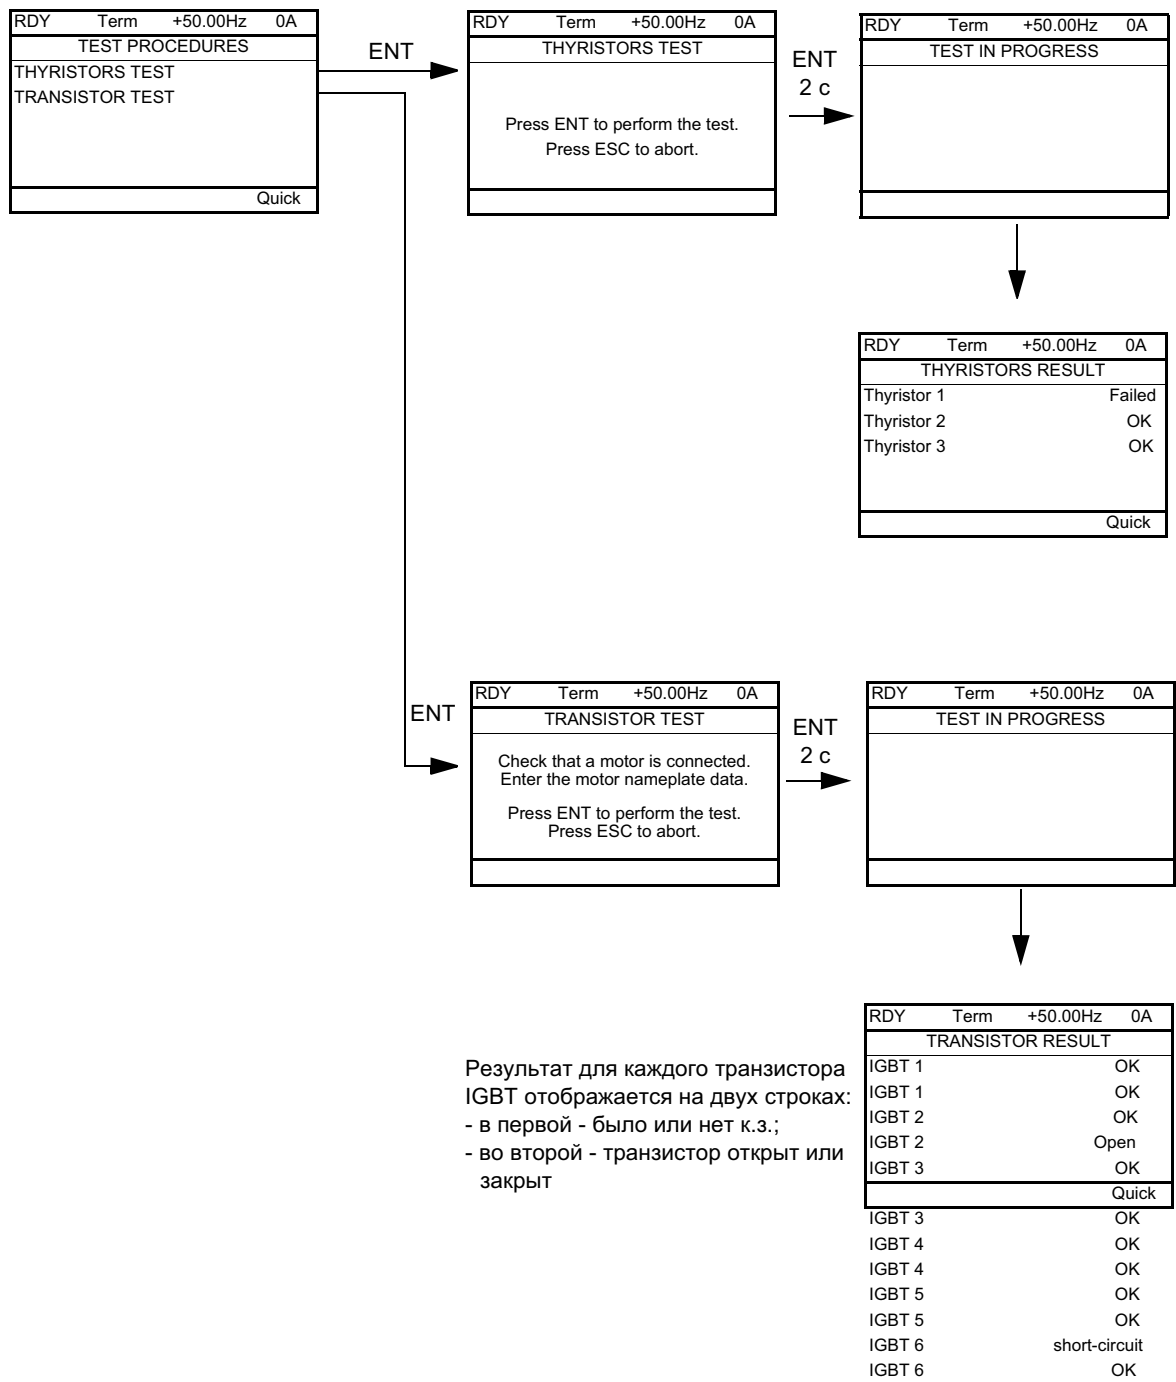 RDY Term +50.00Hz 0A
TEST PROCEDURES
THYRISTORS TEST
TRANSISTOR TEST
Quick
ENT
RDY Term +50.00Hz 0A
THYRISTORS TEST
Press ENT to perform the test.
Press ESC to abort.
ENT
2 с
RDY Term +50.00Hz 0A
TEST IN PROGRESS
RDY Term +50.00Hz 0A
THYRISTORS RESULT
Thyristor 1 Failed
Thyristor 2 OK
Thyristor 3 OK
Quick
ENT
RDY Term +50.00Hz 0A
TRANSISTOR TEST
Check that a motor is connected.
Enter the motor nameplate data.
Press ENT to perform the test.
Press ESC to abort.
ENT
2 с
RDY Term +50.00Hz 0A
TEST IN PROGRESS
Результат для каждого транзистора
IGBT отображается на двух строках:
- в первой - было или нет к.з.;
- во второй - транзистор открыт или
закрыт
RDY Term +50.00Hz 0A
TRANSISTOR RESULT
IGBT 1 OK
IGBT 1 OK
IGBT 2 OK
IGBT 2 Open
IGBT 3 OK
Quick
IGBT 3 OK
IGBT 4 OK
IGBT 4 OK
IGBT 5 OK
IGBT 5 OK
IGBT 6 short-circuit
IGBT 6 OK